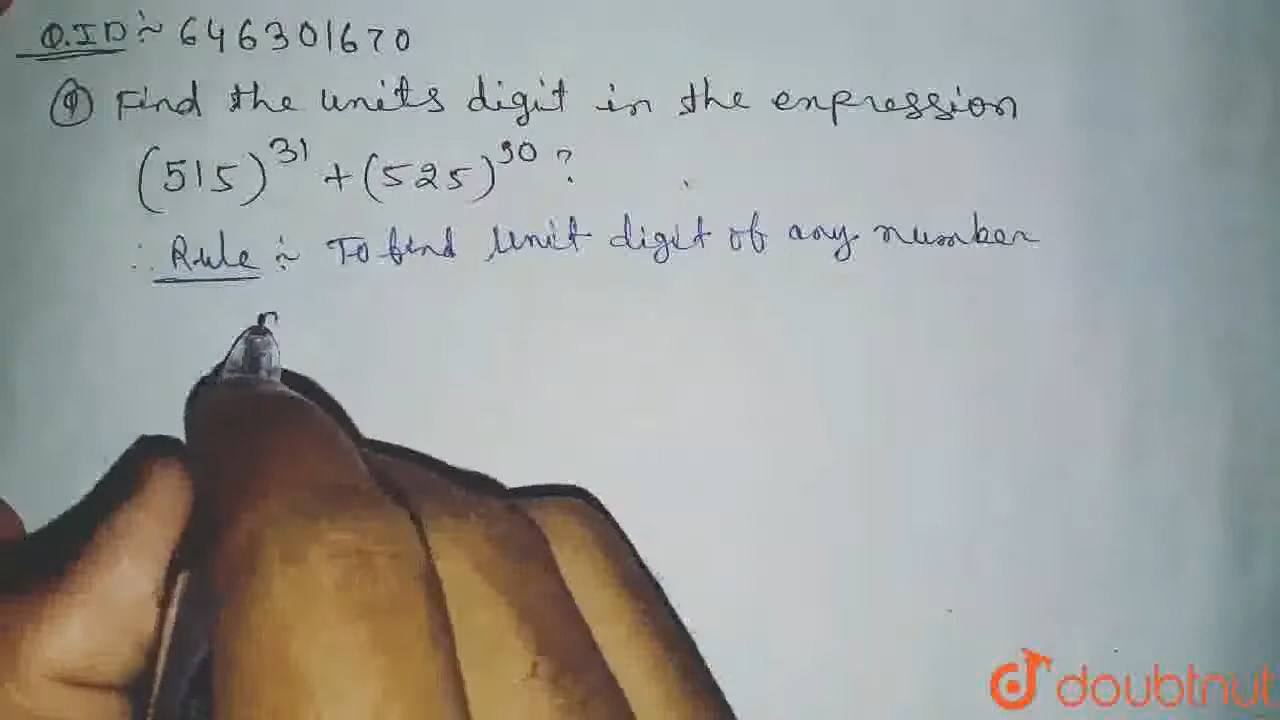 Q.ID:~ 646301670
Q Find the units digit in the expression
(515)^31 + (525)^90 ?
∴ Rule :~ To find unit digit of any number
doubtnut